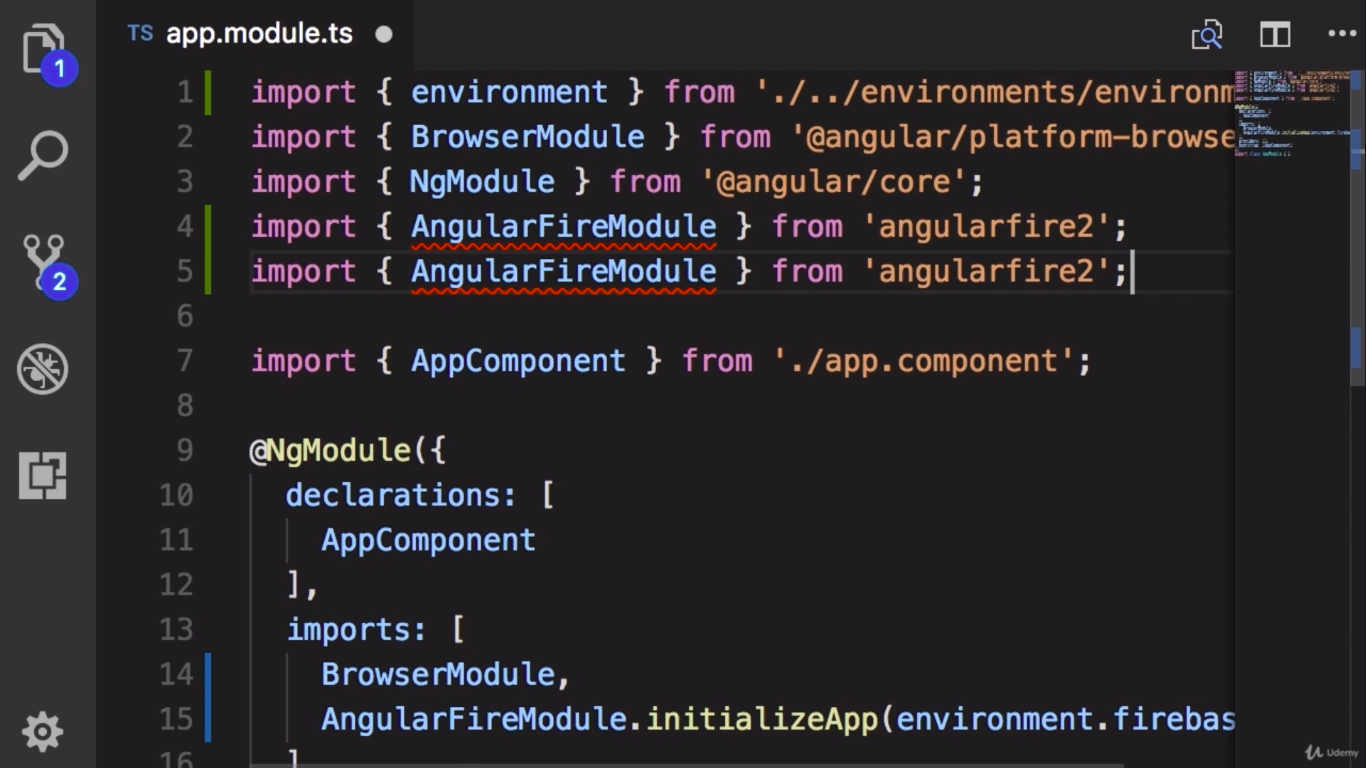 TS app.module.ts
1
1 import { environment } from './../environments/environm
2 import { BrowserModule } from '@angular/platform-browse
3 import { NgModule } from '@angular/core';
4 import { AngularFireModule } from 'angularfire2';
2
5 import { AngularFireModule } from 'angularfire2';
6
7 import { AppComponent } from './app.component';
8
9 @NgModule({
10 declarations: [
11 AppComponent
12 ],
13 imports: [
14 BrowserModule,
15 AngularFireModule.initializeApp(environment.firebas
16 ]
Udemy